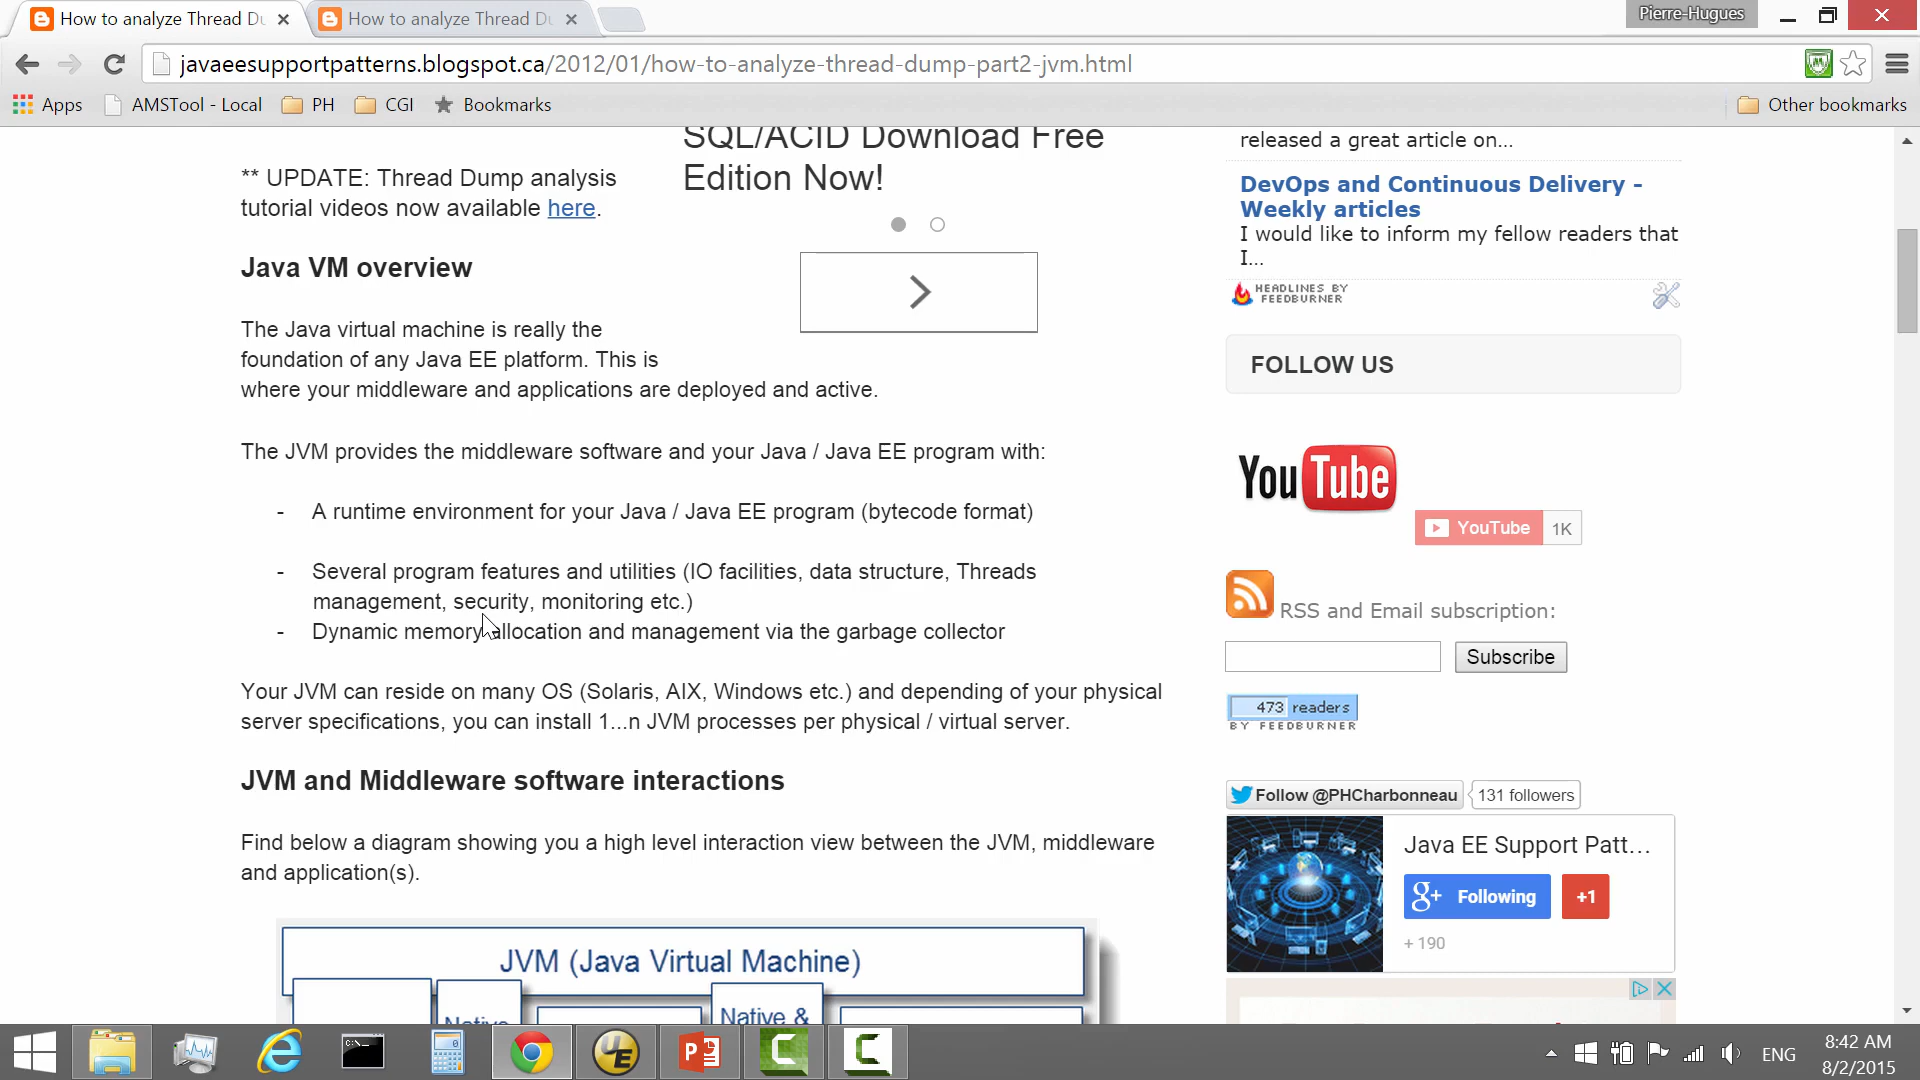 How to analyze Thread Du
How to analyze Thread Du
Pierre-Hugues
javaeesupportpatterns.blogspot.ca/2012/01/how-to-analyze-thread-dump-part2-jvm.html
Apps
AMSTool - Local
PH
CGI
Bookmarks
Other bookmarks
SQL/ACID Download Free
Edition Now!
** UPDATE: Thread Dump analysis
tutorial videos now available here.
Java VM overview
The Java virtual machine is really the
foundation of any Java EE platform. This is
where your middleware and applications are deployed and active.
The JVM provides the middleware software and your Java / Java EE program with:
- A runtime environment for your Java / Java EE program (bytecode format)
- Several program features and utilities (IO facilities, data structure, Threads
management, security, monitoring etc.)
- Dynamic memory allocation and management via the garbage collector
Your JVM can reside on many OS (Solaris, AIX, Windows etc.) and depending of your physical
server specifications, you can install 1...n JVM processes per physical / virtual server.
JVM and Middleware software interactions
Find below a diagram showing you a high level interaction view between the JVM, middleware
and application(s).
JVM (Java Virtual Machine)
Native
Native &
released a great article on...
DevOps and Continuous Delivery -
Weekly articles
I would like to inform my fellow readers that
I...
HEADLINES BY
FEEDBURNER
FOLLOW US
YouTube
YouTube 1K
RSS and Email subscription:
Subscribe
473 readers
BY FEEDBURNER
Follow @PHCharbonneau
131 followers
Java EE Support Patt...
g+ Following
+1
+ 190
C:\_
UE
P
C
C
ENG
8:42 AM
8/2/2015